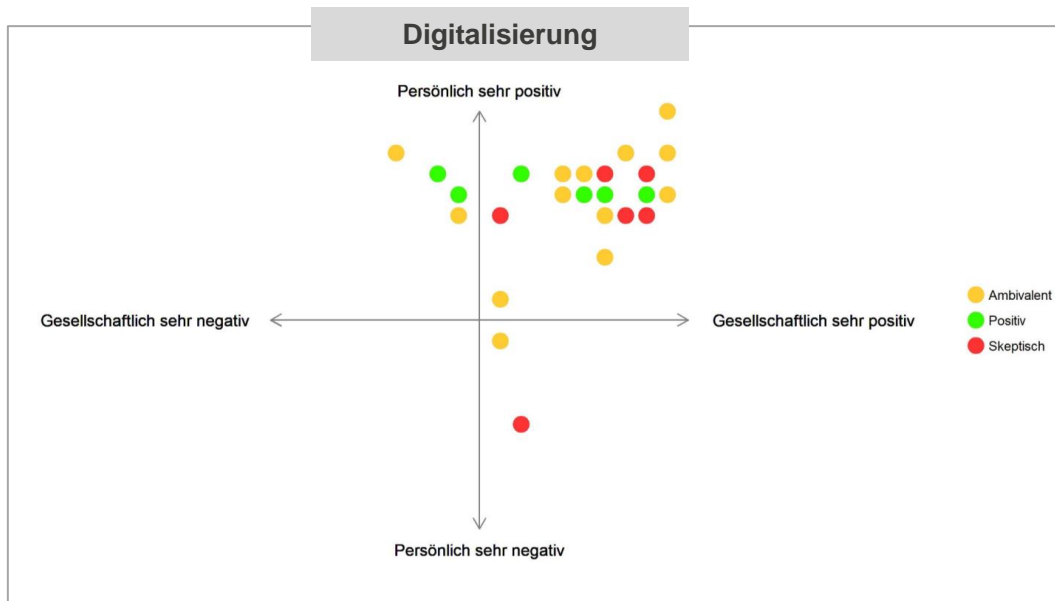 Digitalisierung
Persönlich sehr positiv
Gesellschaftlich sehr negativ
Gesellschaftlich sehr positiv
Ambivalent
Positiv
Skeptisch
Persönlich sehr negativ